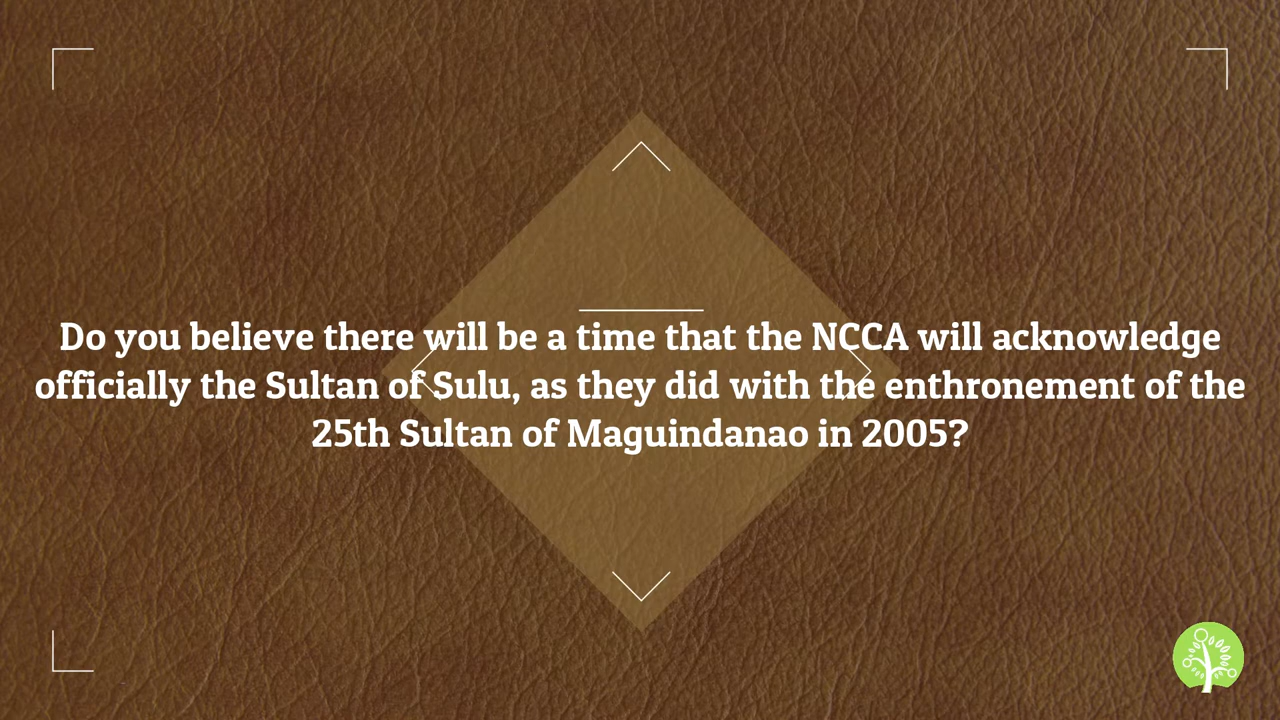 Do you believe there will be a time that the NCCA will acknowledge
officially the Sultan of Sulu, as they did with the enthronement of the
25th Sultan of Maguindanao in 2005?